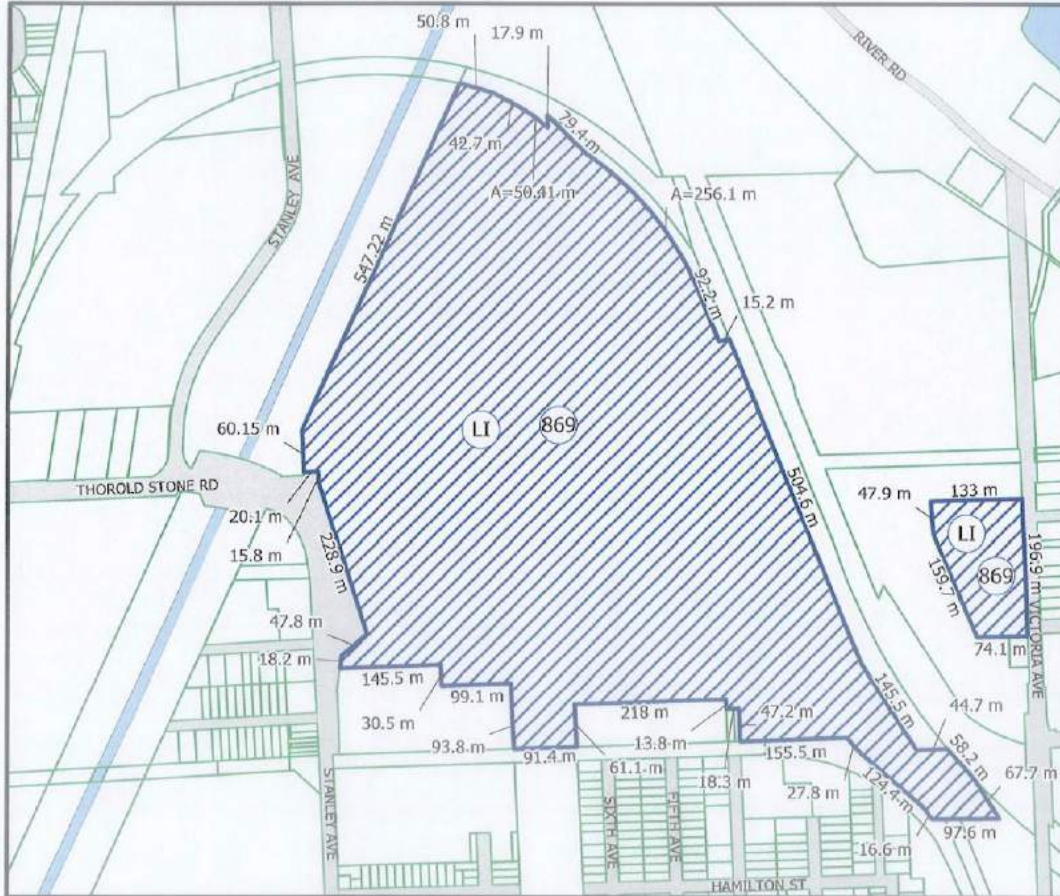 50.8 m
17.9 m
RIVER RD
79.4 m
42.7 m
STANLEY AVE
A=50.41 m
A=256.1 m
547.22 m
92.2 m
15.2 m
LI
869
60.15 m
THOROLD STONE RD
504.6 m
47.9 m
133 m
LI
20.1 m
15.8 m
228.9 m
196.9 m
159.7 m
869
47.8 m
74.1 m
VICTORIA AVE
18.2 m
145.5 m
99.1 m
145.5 m
44.7 m
30.5 m
218 m
47.2 m
58.2 m
93.8 m
91.4 m
13.8 m
155.5 m
61.1 m
18.3 m
67.7 m
27.8 m
124.4 m
STANLEY AVE
SIXTH AVE
FIFTH AVE
16.6 m
97.6 m
HAMILTON ST